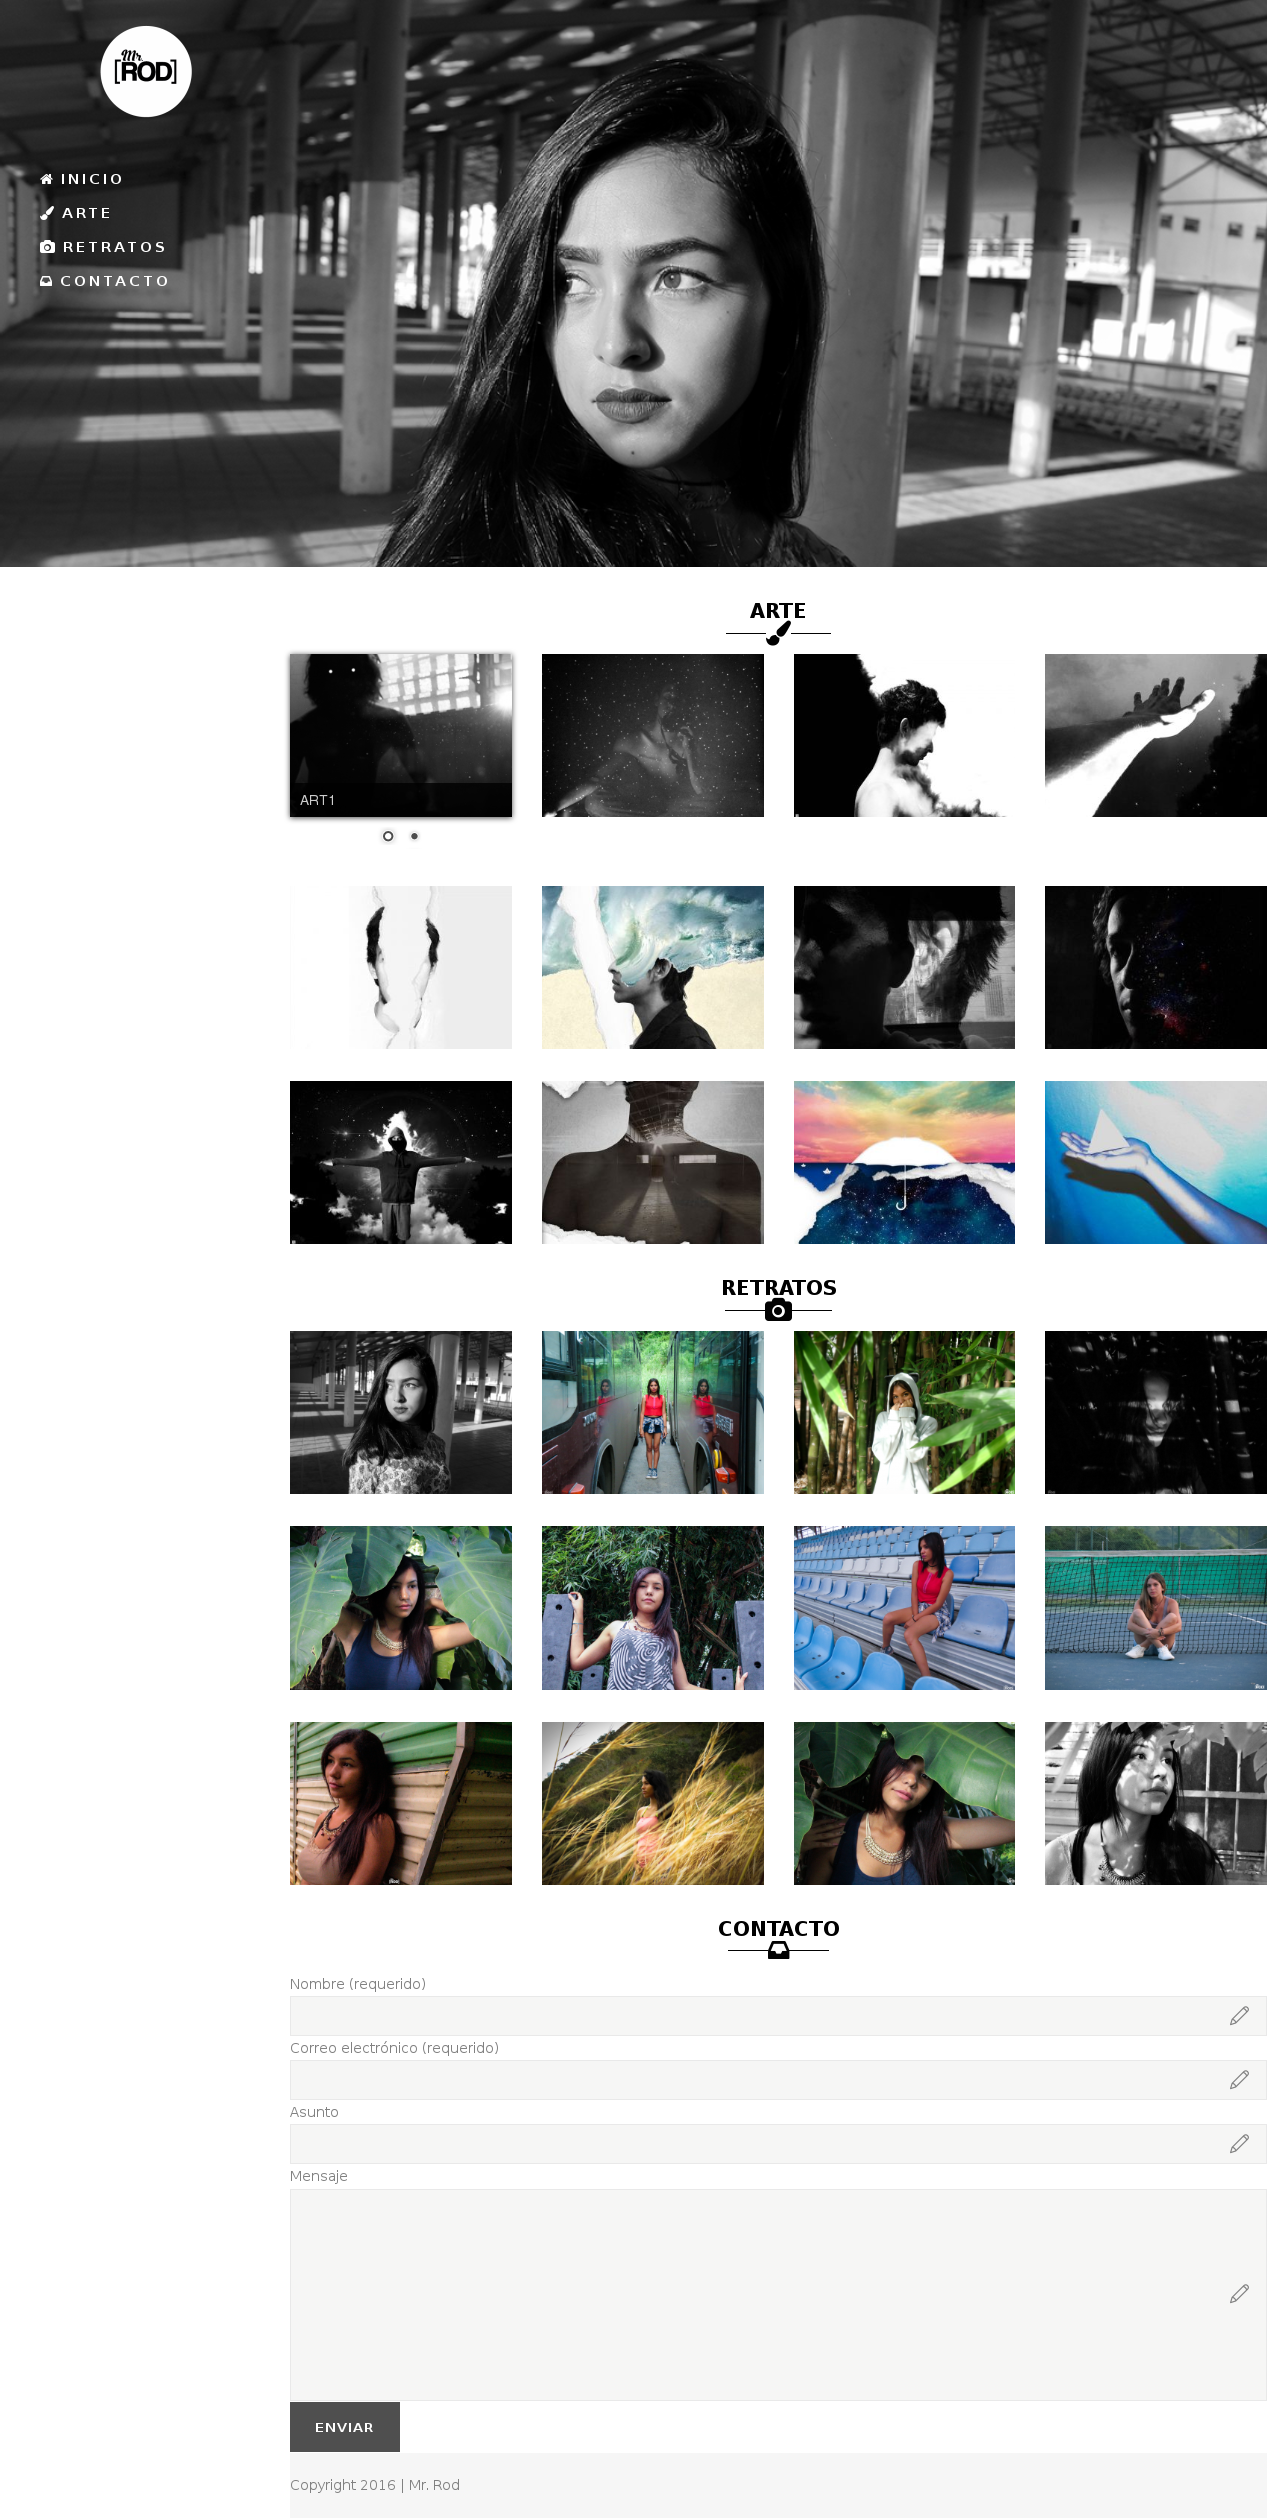 Mr.
[ROD]
INICIO
ARTE
RETRATOS
CONTACTO
ARTE
ART1
RETRATOS
CONTACTO
Nombre (requerido)
Correo electrónico (requerido)
Asunto
Mensaje
ENVIAR
Copyright 2016 | Mr. Rod